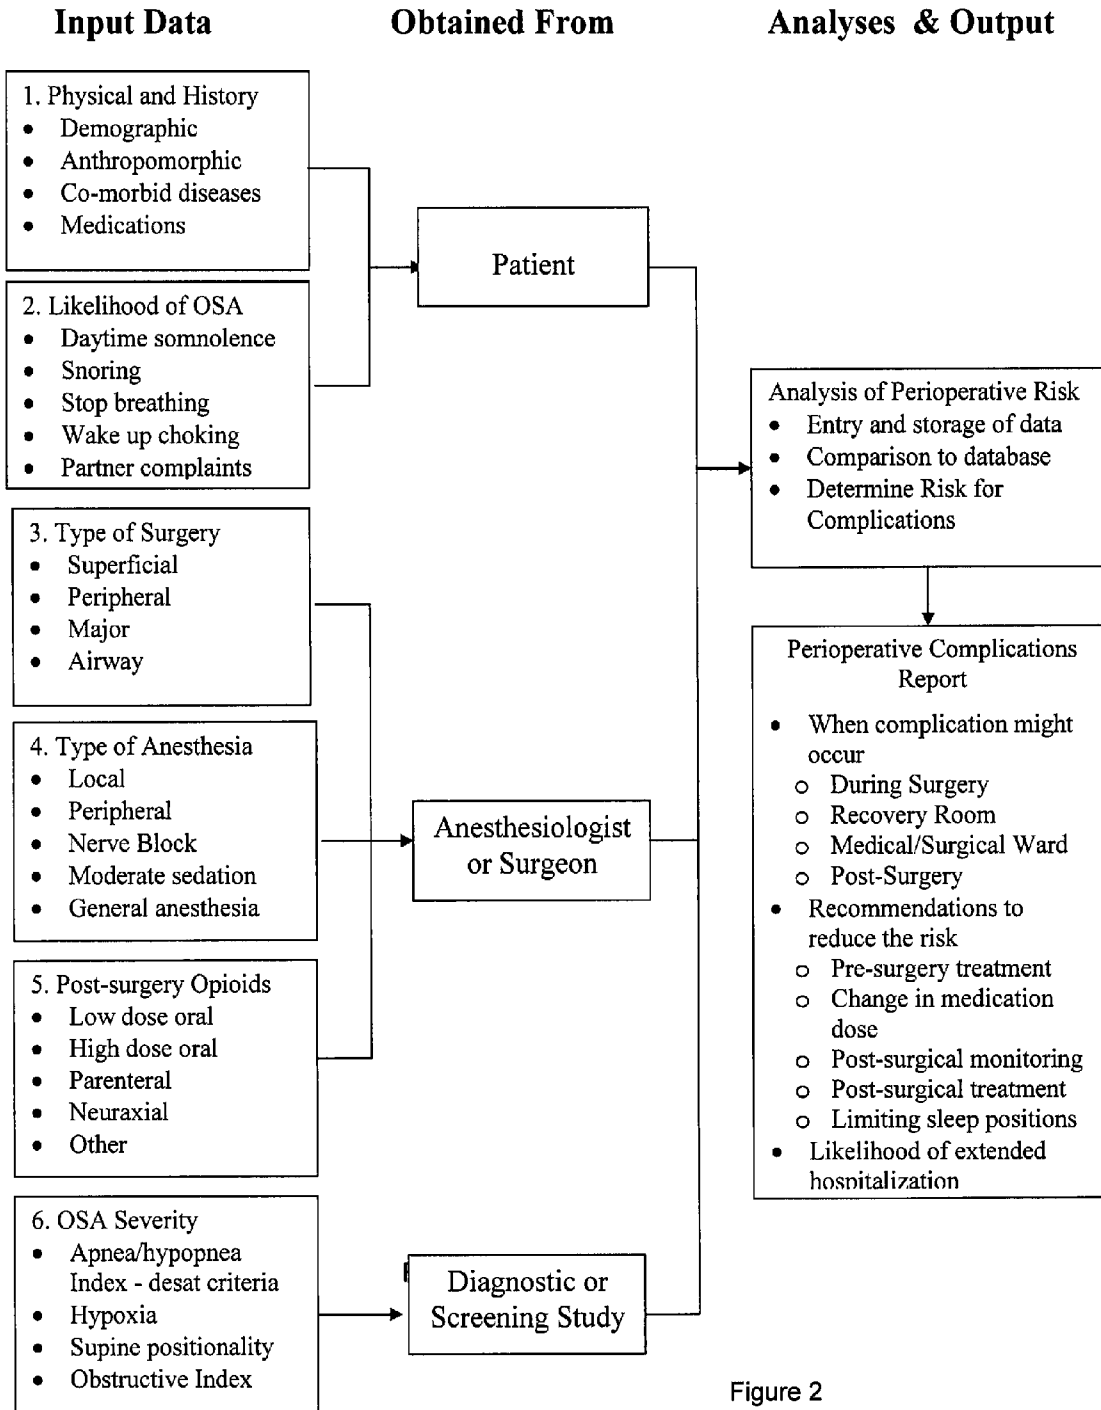 Input Data
Obtained From
Analyses & Output
1. Physical and History
• Demographic
• Anthropomorphic
• Co-morbid diseases
• Medications
2. Likelihood of OSA
• Daytime somnolence
• Snoring
• Stop breathing
• Wake up choking
• Partner complaints
3. Type of Surgery
• Superficial
• Peripheral
• Major
• Airway
4. Type of Anesthesia
• Local
• Peripheral
• Nerve Block
• Moderate sedation
• General anesthesia
5. Post-surgery Opioids
• Low dose oral
• High dose oral
• Parenteral
• Neuraxial
• Other
6. OSA Severity
• Apnea/hypopnea
Index - desat criteria
• Hypoxia
• Supine positionality
• Obstructive Index
Patient
Anesthesiologist
or Surgeon
Diagnostic or
Screening Study
Analysis of Perioperative Risk
• Entry and storage of data
• Comparison to database
• Determine Risk for
Complications
Perioperative Complications
Report
• When complication might
occur
o During Surgery
o Recovery Room
o Medical/Surgical Ward
o Post-Surgery
• Recommendations to
reduce the risk
o Pre-surgery treatment
o Change in medication
dose
o Post-surgical monitoring
o Post-surgical treatment
o Limiting sleep positions
• Likelihood of extended
hospitalization
Figure 2